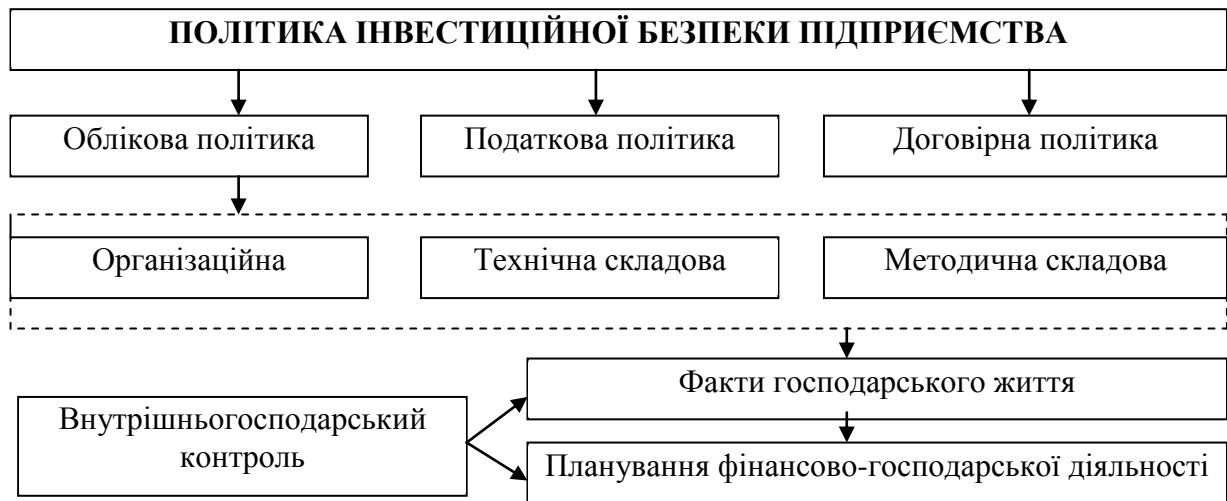 ПОЛІТИКА ІНВЕСТИЦІЙНОЇ БЕЗПЕКИ ПІДПРИЄМСТВА
Облікова політика
Податкова політика
Договірна політика
Організаційна
Технічна складова
Методична складова
Факти господарського життя
Внутрішньогосподарський
контроль
Планування фінансово-господарської діяльності